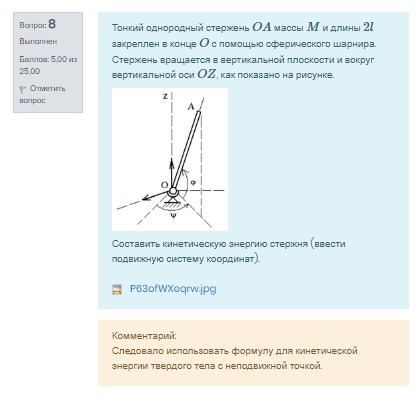 Вопрос 8
Выполнен
Баллов: 5,00 из
25,00
Отметить
вопрос
Тонкий однородный стержень OA массы M и длины 2l
закреплен в конце O с помощью сферического шарнира.
Стержень вращается в вертикальной плоскости и вокруг
вертикальной оси OZ, как показано на рисунке.
Z
A
O
φ
ψ
Составить кинетическую энергию стержня (ввести
подвижную систему координат).
P63ofWXeqrw.jpg
Комментарий:
Следовало использовать формулу для кинетической
энергии твердого тела с неподвижной точкой.